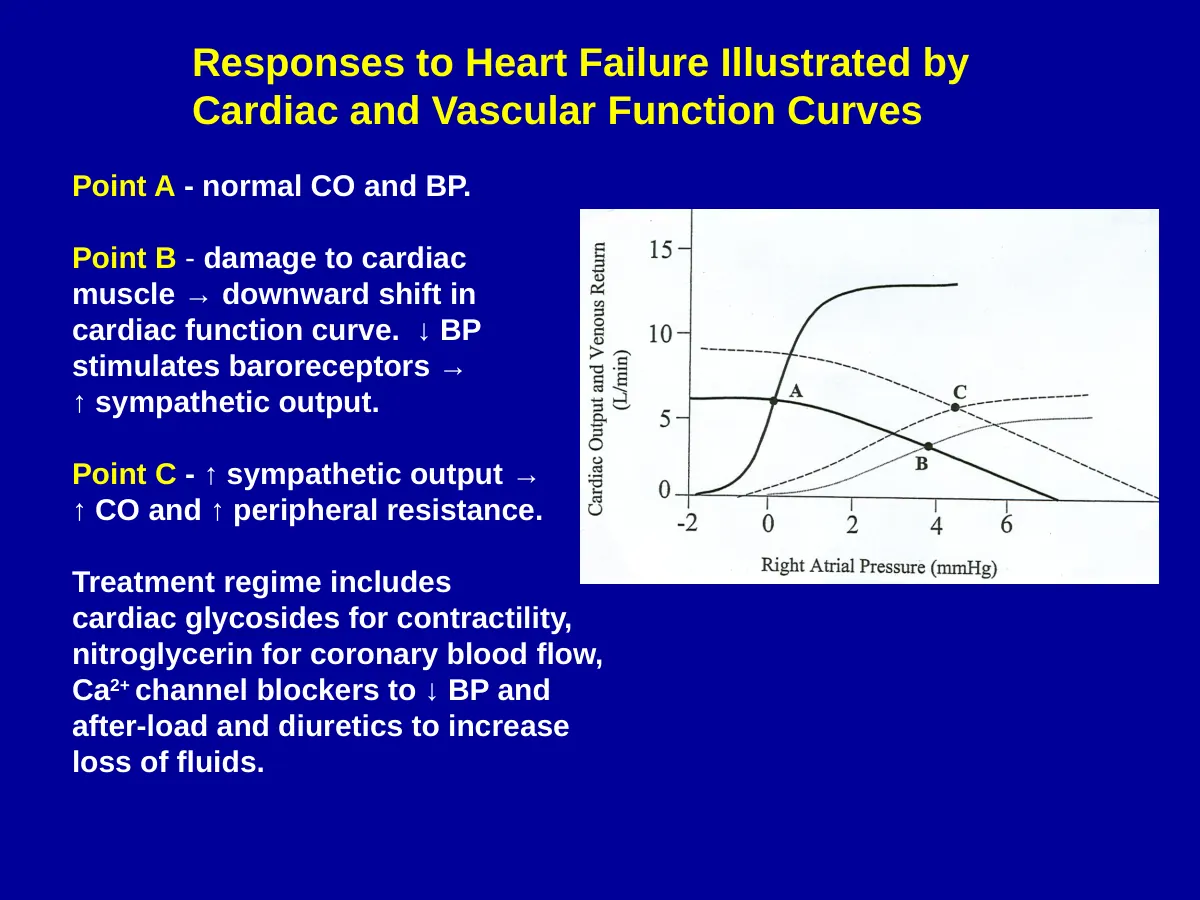 Responses to Heart Failure Illustrated by
Cardiac and Vascular Function Curves
Point A - normal CO and BP.
Point B - damage to cardiac
muscle → downward shift in
cardiac function curve. ↓ BP
stimulates baroreceptors →
↑ sympathetic output.
Point C - ↑ sympathetic output →
↑ CO and ↑ peripheral resistance.
Treatment regime includes
cardiac glycosides for contractility,
nitroglycerin for coronary blood flow,
Ca²⁺ channel blockers to ↓ BP and
after-load and diuretics to increase
loss of fluids.
Cardiac Output and Venous Return
(L/min)
15
10
5
0
A
C
B
-2 0 2 4 6
Right Atrial Pressure (mmHg)